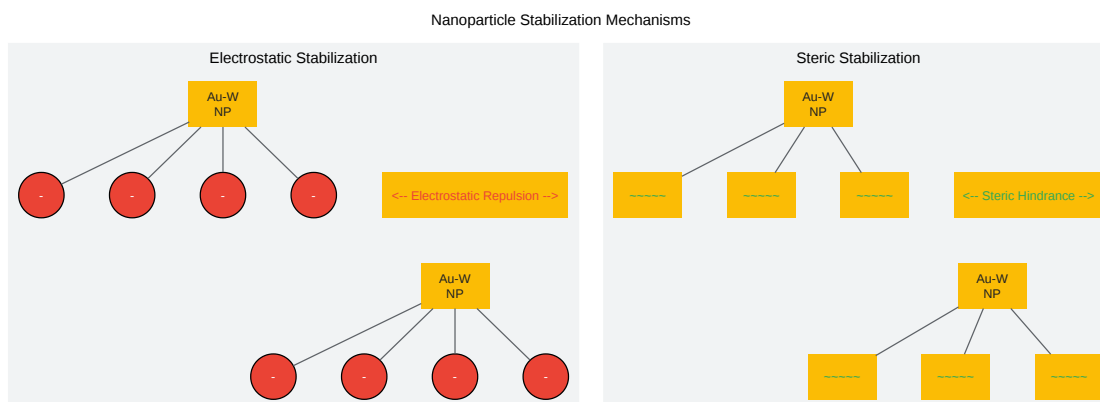 Nanoparticle Stabilization Mechanisms
Electrostatic Stabilization
Au-W
NP
-
-
-
-
<-- Electrostatic Repulsion -->
Au-W
NP
-
-
-
-
Steric Stabilization
Au-W
NP
~~~~~
~~~~~
~~~~~
<-- Steric Hindrance -->
Au-W
NP
~~~~~
~~~~~
~~~~~